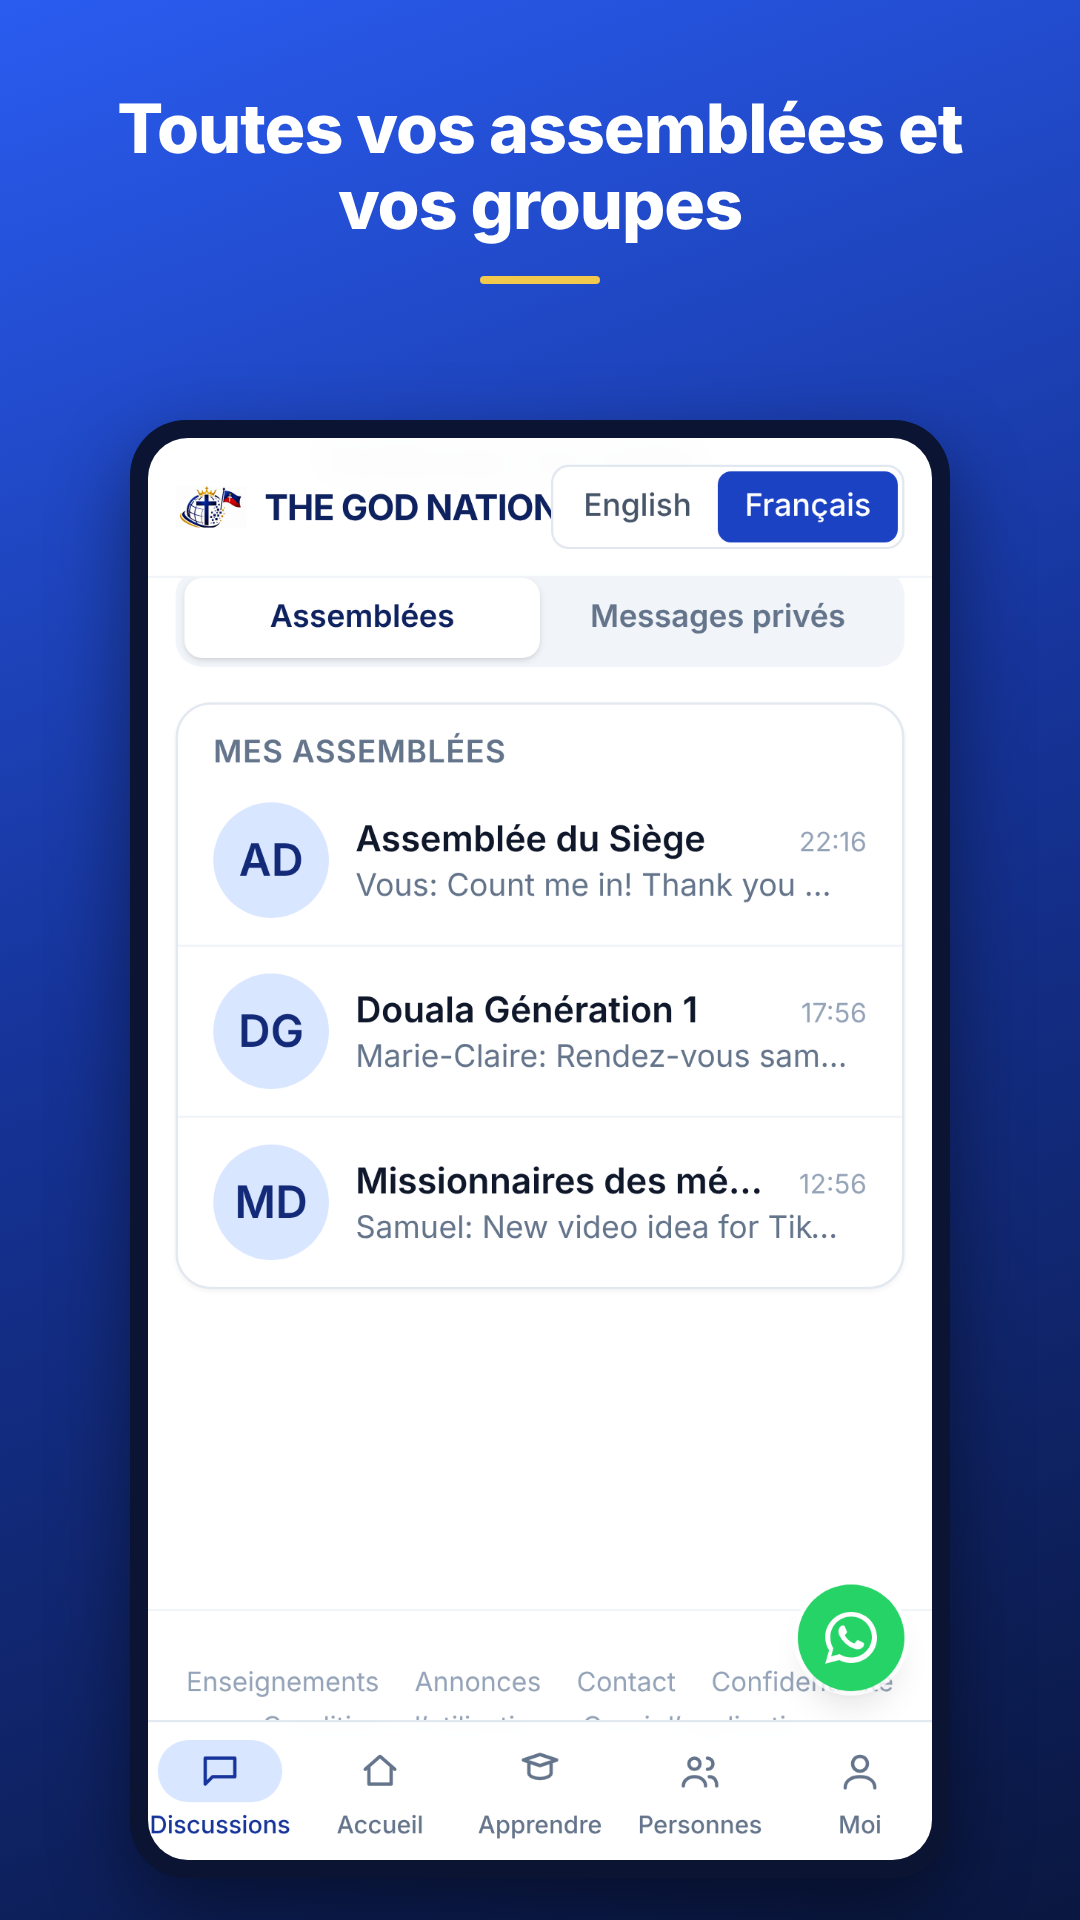 Toutes vos assemblées et
vos groupes
THE GOD NATION
English
Français
Assemblées
Messages privés
MES ASSEMBLÉES
AD
Assemblée du Siège
22:16
Vous: Count me in! Thank you ...
DG
Douala Génération 1
17:56
Marie-Claire: Rendez-vous sam...
MD
Missionnaires des mé...
12:56
Samuel: New video idea for Tik...
Enseignements
Annonces
Contact
Discussions
Accueil
Apprendre
Personnes
Moi